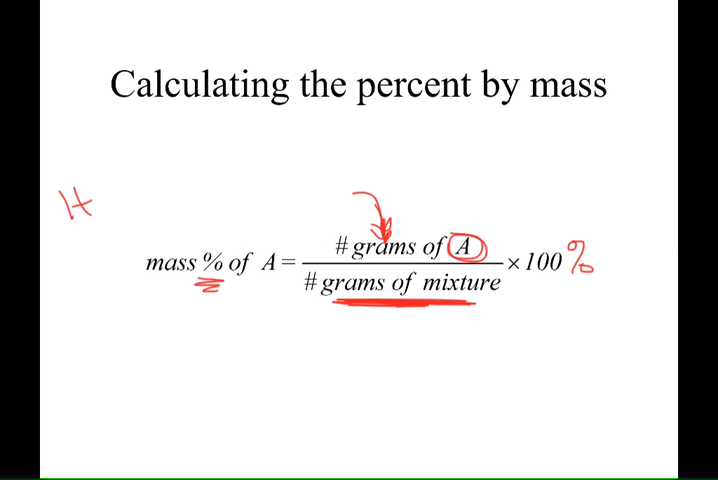 Calculating the percent by mass
H
mass % of A = # grams of A / # grams of mixture × 100 %